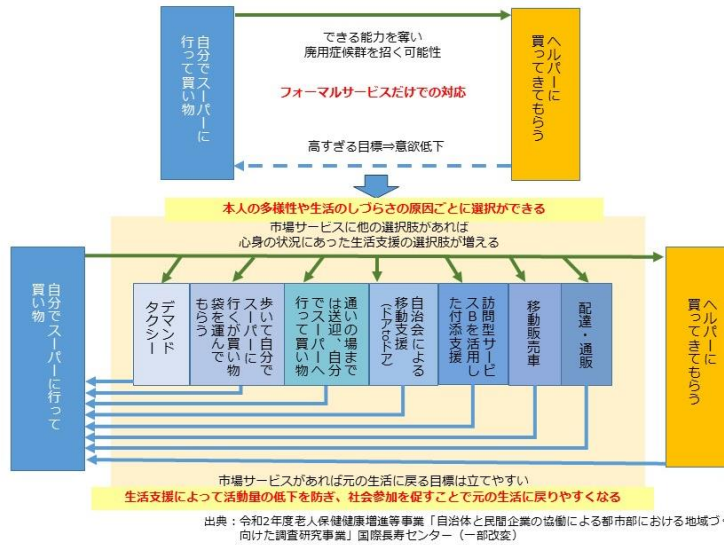 できる能力を奪い
廃用症候群を招く可能性
自分でスーパーに
行って買い物
フォーマルサービスだけでの対応
ヘルパーに
買ってきてもらう
高すぎる目標⇒意欲低下
本人の多様性や生活のしづらさの原因ごとに選択ができる
市場サービスに他の選択肢があれば
心身の状況にあった生活支援の選択肢が増える
自分でスーパーに行って
買い物
デマンド
タクシー
歩いて自分で
スーパーに
行くが買い物
袋を運んで
もらう
通いの場まで
は送迎、自分
でスーパーへ
行って買い物
自治会による
移動支援
（ドアtoドア）
訪問型サービ
スBを活用し
た付添支援
移動販売車
配達・通販
ヘルパーに
買ってきてもらう
市場サービスがあれば元の生活に戻る目標は立てやすい
生活支援によって活動量の低下を防ぎ、社会参加を促すことで元の生活に戻りやすくなる
出典：令和2年度老人保健健康増進等事業「自治体と民間企業の協働による都市部における地域づく
向けた調査研究事業」国際長寿センター（一部改変）